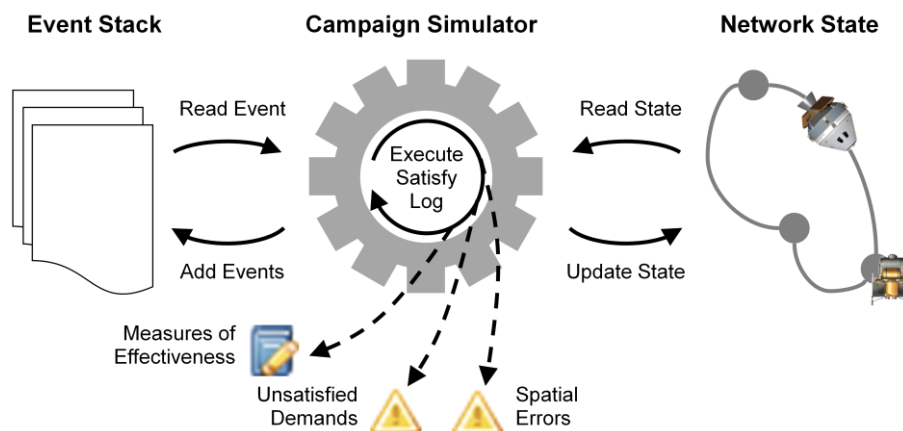 Event Stack
Campaign Simulator
Network State
Read Event
Read State
Execute
Satisfy
Log
Add Events
Update State
Measures of
Effectiveness
Unsatisfied
Demands
Spatial
Errors